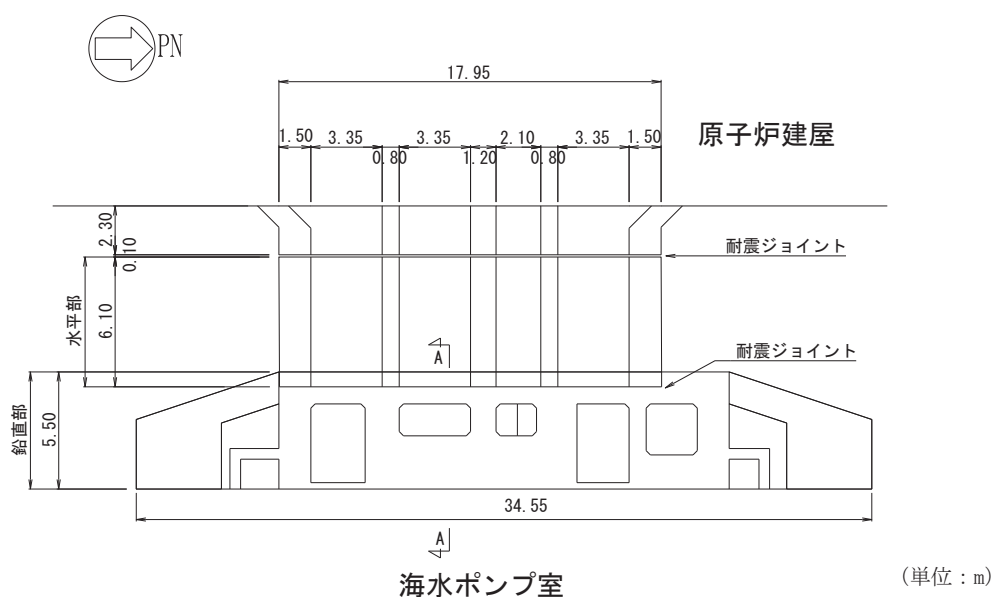 PN
17.95
原子炉建屋
1.50 3.35 3.35 2.10 3.35 1.50
0.80 1.20 0.80
2.30
0.10
耐震ジョイント
水平部
6.10
A
耐震ジョイント
鉛直部
5.50
34.55
A
海水ポンプ室
(単位：m)